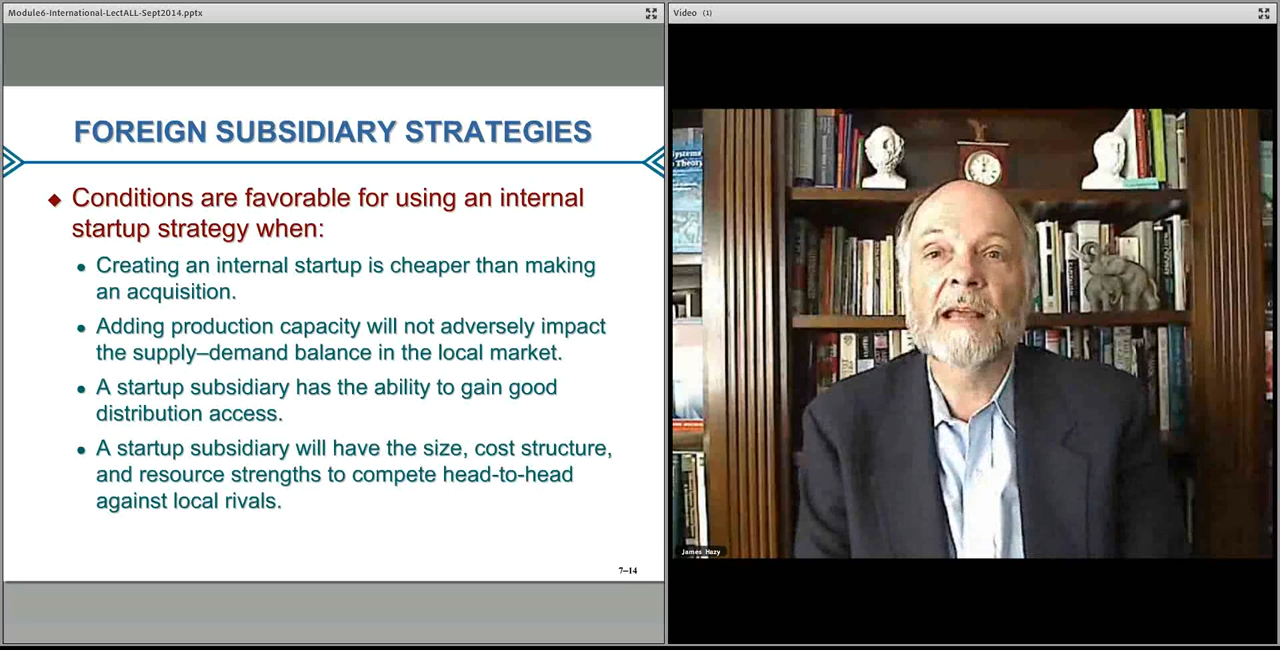 Module6-International-LectALL-Sept2014.pptx
Video (1)
FOREIGN SUBSIDIARY STRATEGIES
Conditions are favorable for using an internal
startup strategy when:
Creating an internal startup is cheaper than making
an acquisition.
Adding production capacity will not adversely impact
the supply–demand balance in the local market.
A startup subsidiary has the ability to gain good
distribution access.
A startup subsidiary will have the size, cost structure,
and resource strengths to compete head-to-head
against local rivals.
7–14
Systems
Theory
James Hazy